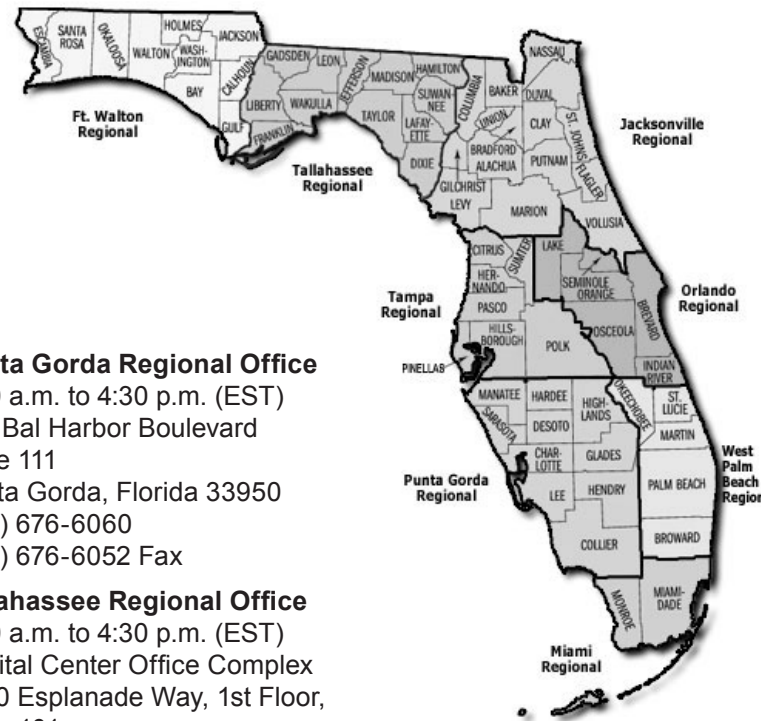 ESCAMBIA
SANTA
ROSA
OKALOOSA
WALTON
HOLMES
WASH-
INGTON
JACKSON
BAY
CALHOUN
GULF
Ft. Walton
Regional
GADSDEN
LEON
LIBERTY
WAKULLA
FRANKLIN
JEFFERSON
MADISON
HAMILTON
SUWAN-
NEE
TAYLOR
LAFAY-
ETTE
DIXIE
Tallahassee
Regional
COLUMBIA
BAKER
NASSAU
DUVAL
UNION
CLAY
ST. JOHNS
BRADFORD
ALACHUA
PUTNAM
FLAGLER
GILCHRIST
LEVY
MARION
VOLUSIA
Jacksonville
Regional
CITRUS
SUMTER
HER-
NANDO
PASCO
HILLS-
BOROUGH
POLK
PINELLAS
Tampa
Regional
LAKE
SEMINOLE
ORANGE
OSCEOLA
BREVARD
INDIAN
RIVER
Orlando
Regional
MANATEE
HARDEE
HIGH-
LANDS
SARASOTA
DESOTO
CHAR-
LOTTE
GLADES
LEE
HENDRY
COLLIER
Punta Gorda
Regional
OKEECHOBEE
ST.
LUCIE
MARTIN
PALM BEACH
BROWARD
West
Palm
Beach
Region
MONROE
MIAMI-
DADE
Miami
Regional
ta Gorda Regional Office
a.m. to 4:30 p.m. (EST)
Bal Harbor Boulevard
e 111
ta Gorda, Florida 33950
) 676-6060
) 676-6052 Fax
ahassee Regional Office
a.m. to 4:30 p.m. (EST)
ital Center Office Complex
0 Esplanade Way, 1st Floor,